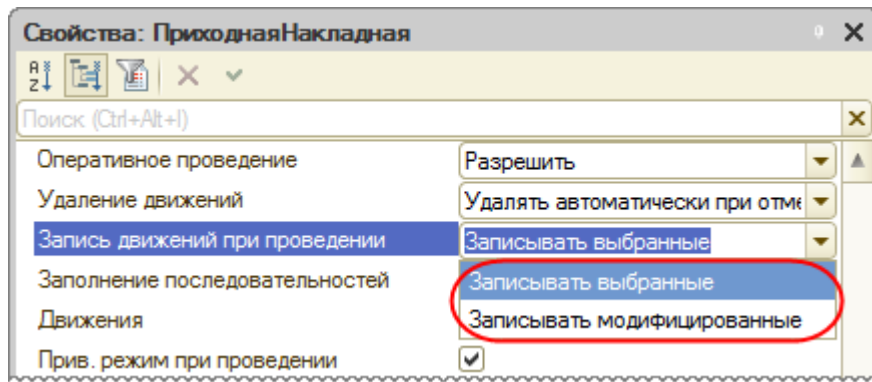 Свойства: ПриходнаяНакладная
Поиск (Ctrl+Alt+I)
Оперативное проведение Разрешить
Удаление движений Удалять автоматически при отме
Запись движений при проведении Записывать выбранные
Заполнение последовательностей Записывать выбранные
Движения Записывать модифицированные
Прив. режим при проведении